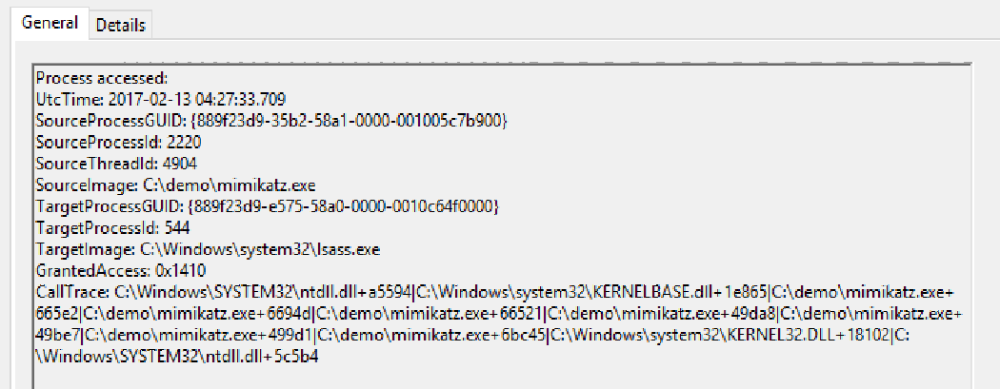 General
Details
Process accessed:
UtcTime: 2017-02-13 04:27:33.709
SourceProcessGUID: {889f23d9-35b2-58a1-0000-001005c7b900}
SourceProcessId: 2220
SourceThreadId: 4904
SourceImage: C:\demo\mimikatz.exe
TargetProcessGUID: {889f23d9-e575-58a0-0000-0010c64f0000}
TargetProcessId: 544
TargetImage: C:\Windows\system32\lsass.exe
GrantedAccess: 0x1410
CallTrace: C:\Windows\SYSTEM32\ntdll.dll+a5594|C:\Windows\system32\KERNELBASE.dll+1e865|C:\demo\mimikatz.exe+
665e2|C:\demo\mimikatz.exe+6694d|C:\demo\mimikatz.exe+66521|C:\demo\mimikatz.exe+49da8|C:\demo\mimikatz.exe+
49be7|C:\demo\mimikatz.exe+499d1|C:\demo\mimikatz.exe+6bc45|C:\Windows\system32\KERNEL32.DLL+18102|C:
\Windows\SYSTEM32\ntdll.dll+5c5b4